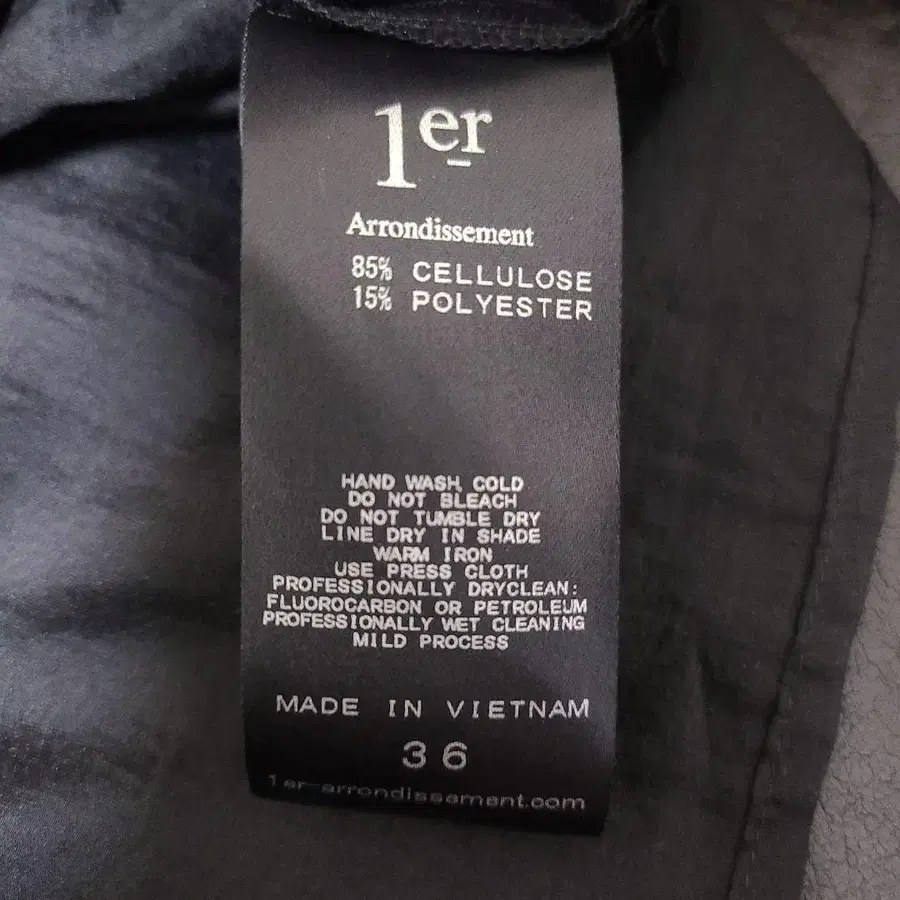 1er
Arrondissement
85% CELLULOSE
15% POLYESTER
HAND WASH COLD
DO NOT BLEACH
DO NOT TUMBLE DRY
LINE DRY IN SHADE
WARM IRON
USE PRESS CLOTH
PROFESSIONALLY DRYCLEAN:
FLUOROCARBON OR PETROLEUM
PROFESSIONALLY WET CLEANING
MILD PROCESS
MADE IN VIETNAM
36
1er-arrondissement.com